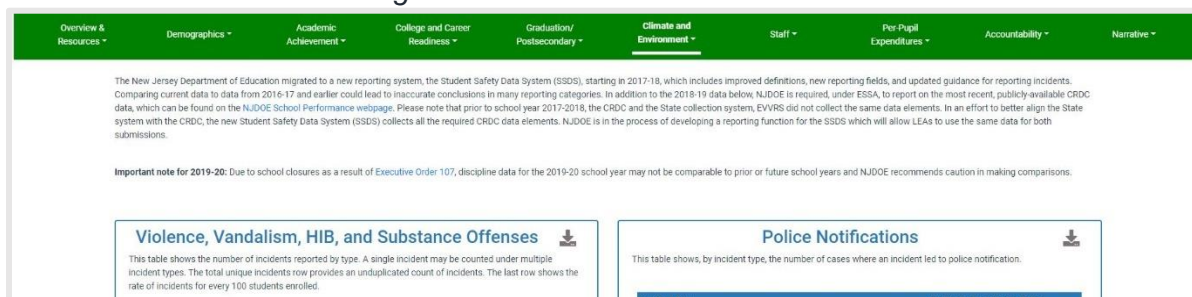 Overview & Resources
Demographics
Academic Achievement
College and Career Readiness
Graduation/ Postsecondary
Climate and Environment
Staff
Per-Pupil Expenditures
Accountability
Narrative
The New Jersey Department of Education migrated to a new reporting system, the Student Safety Data System (SSDS), starting in 2017-18, which includes improved definitions, new reporting fields, and updated guidance for reporting incidents.
Comparing current data to data from 2016-17 and earlier could lead to inaccurate conclusions in many reporting categories. In addition to the 2018-19 data below, NJDOE is required, under ESSA, to report on the most recent, publicly-available CRDC
data, which can be found on the NJDOE School Performance webpage. Please note that prior to school year 2017-2018, the CRDC and the State collection system, EVVRS did not collect the same data elements. In an effort to better align the State
system with the CRDC, the new Student Safety Data System (SSDS) collects all the required CRDC data elements. NJDOE is in the process of developing a reporting function for the SSDS which will allow LEAs to use the same data for both
submissions.
Important note for 2019-20: Due to school closures as a result of Executive Order 107, discipline data for the 2019-20 school year may not be comparable to prior or future school years and NJDOE recommends caution in making comparisons.
Violence, Vandalism, HIB, and Substance Offenses
This table shows the number of incidents reported by type. A single incident may be counted under multiple
incident types. The total unique incidents row provides an unduplicated count of incidents. The last row shows the
rate of incidents for every 100 students enrolled.
Police Notifications
This table shows, by incident type, the number of cases where an incident led to police notification.